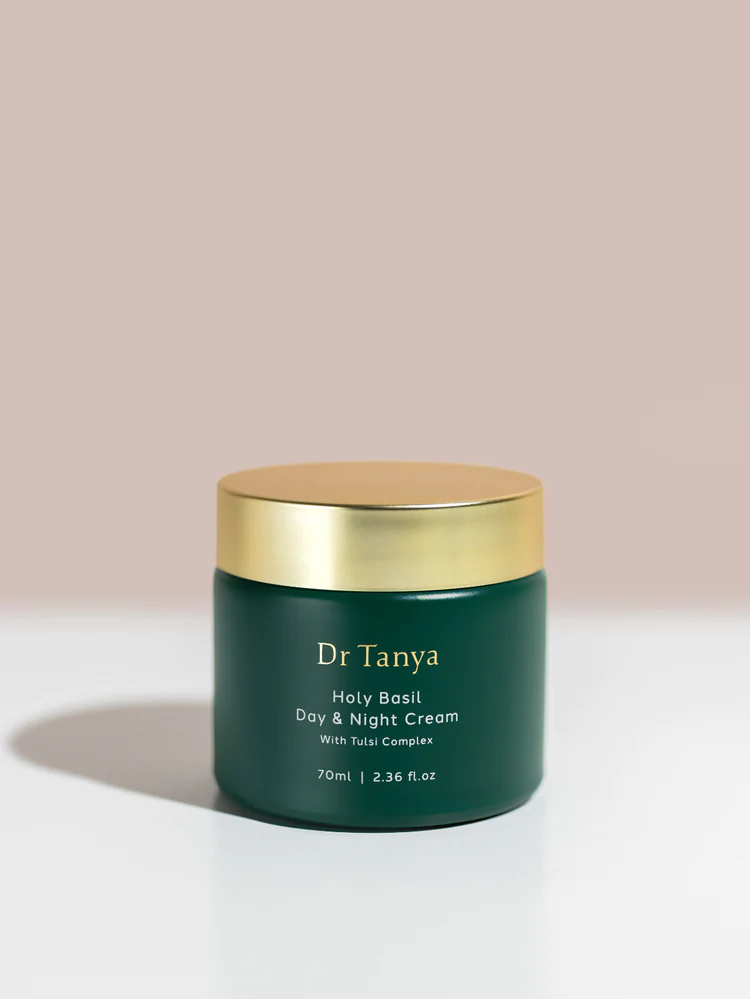 Dr Tanya
Holy Basil
Day & Night Cream
With Tulsi Complex
70ml | 2.36 fl.oz